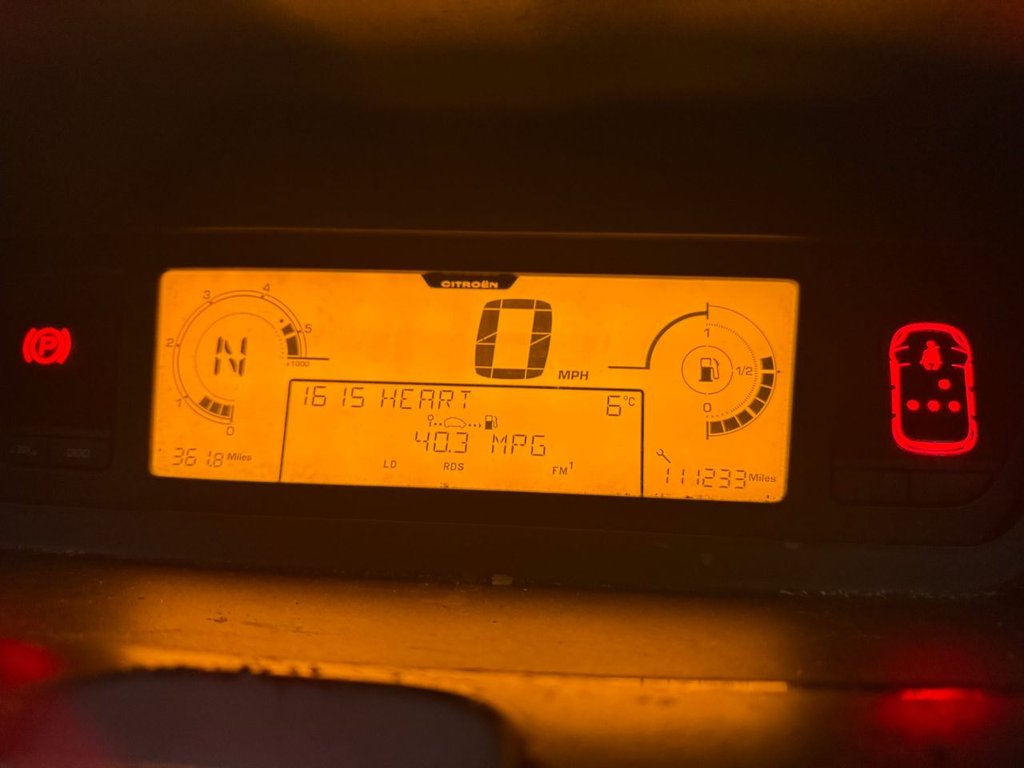 CITROËN
0 MPH
0 1 2 3 4 5
x1000
N
1 1/2 0
16 15 HEART 6°C
40.3 MPG
LD RDS FM1
361.8 Miles
111233 Miles
P